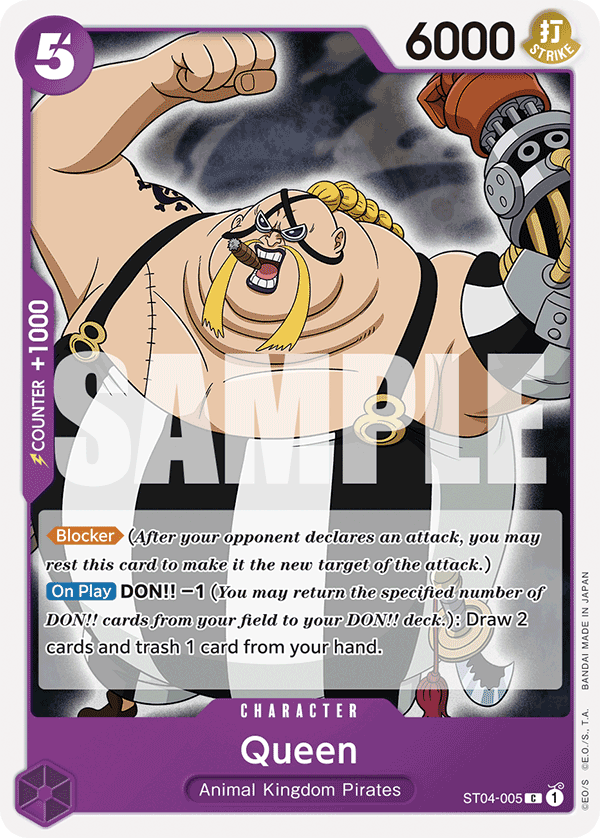 5
6000
打
STRIKE
COUNTER +1000
SAMPLE
Blocker (After your opponent declares an attack, you may
rest this card to make it the new target of the attack.)
On Play DON!! −1 (You may return the specified number of
DON!! cards from your field to your DON!! deck.): Draw 2
cards and trash 1 card from your hand.
CHARACTER
Queen
Animal Kingdom Pirates
ST04-005 C 1
©EO/S ©E.O./S., T.A. BANDAI MADE IN JAPAN